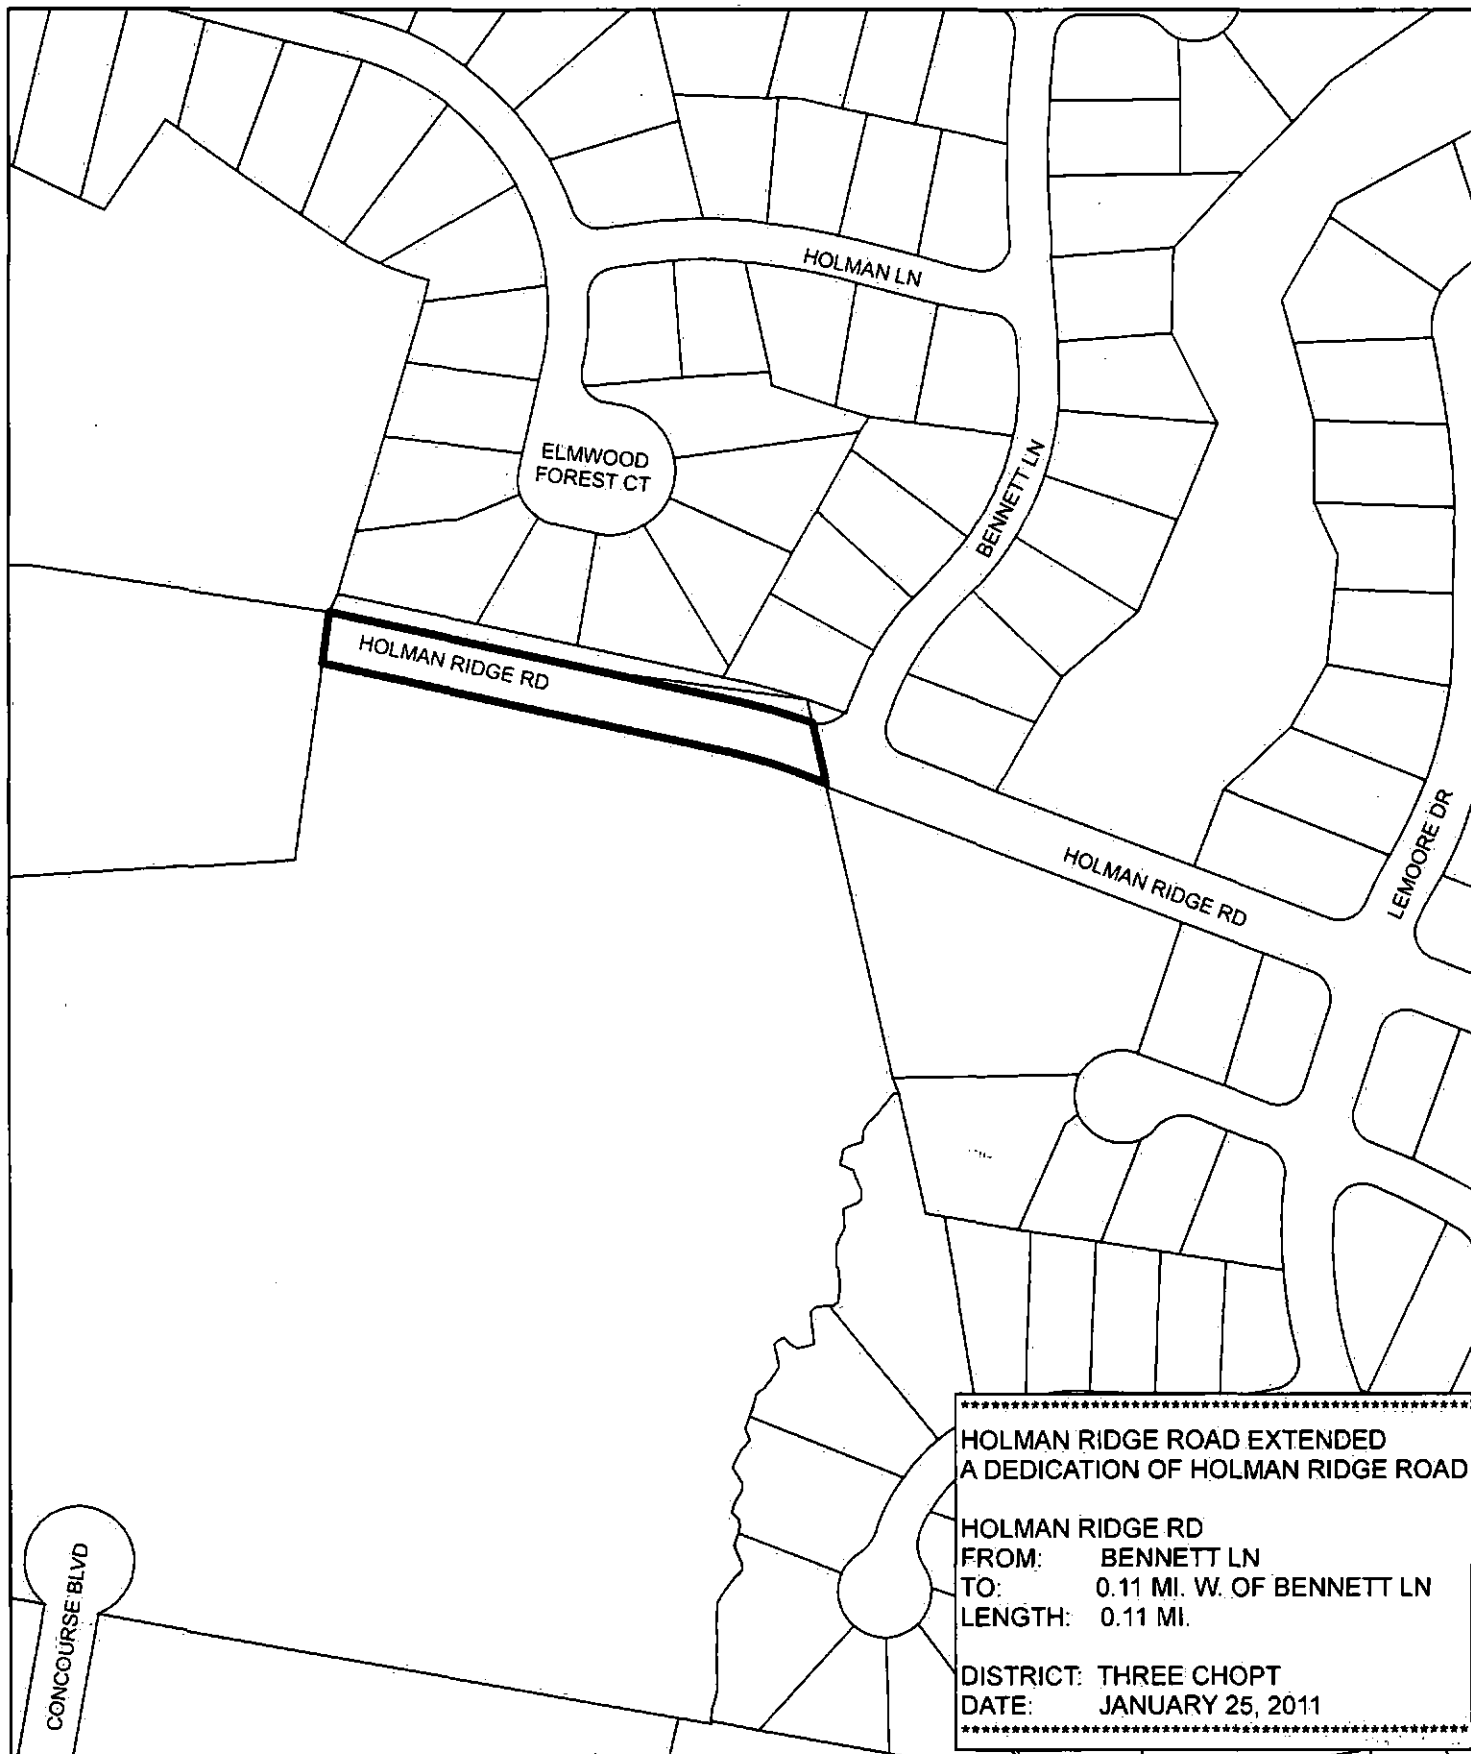 HOLMAN LN
ELMWOOD
FOREST CT
BENNETT LN
HOLMAN RIDGE RD
HOLMAN RIDGE RD
LEMOORE DR
CONCOURSE BLVD
HOLMAN RIDGE ROAD EXTENDED
A DEDICATION OF HOLMAN RIDGE ROAD
HOLMAN RIDGE RD
FROM: BENNETT LN
TO: 0.11 MI. W. OF BENNETT LN
LENGTH: 0.11 MI.
DISTRICT: THREE CHOPT
DATE: JANUARY 25, 2011